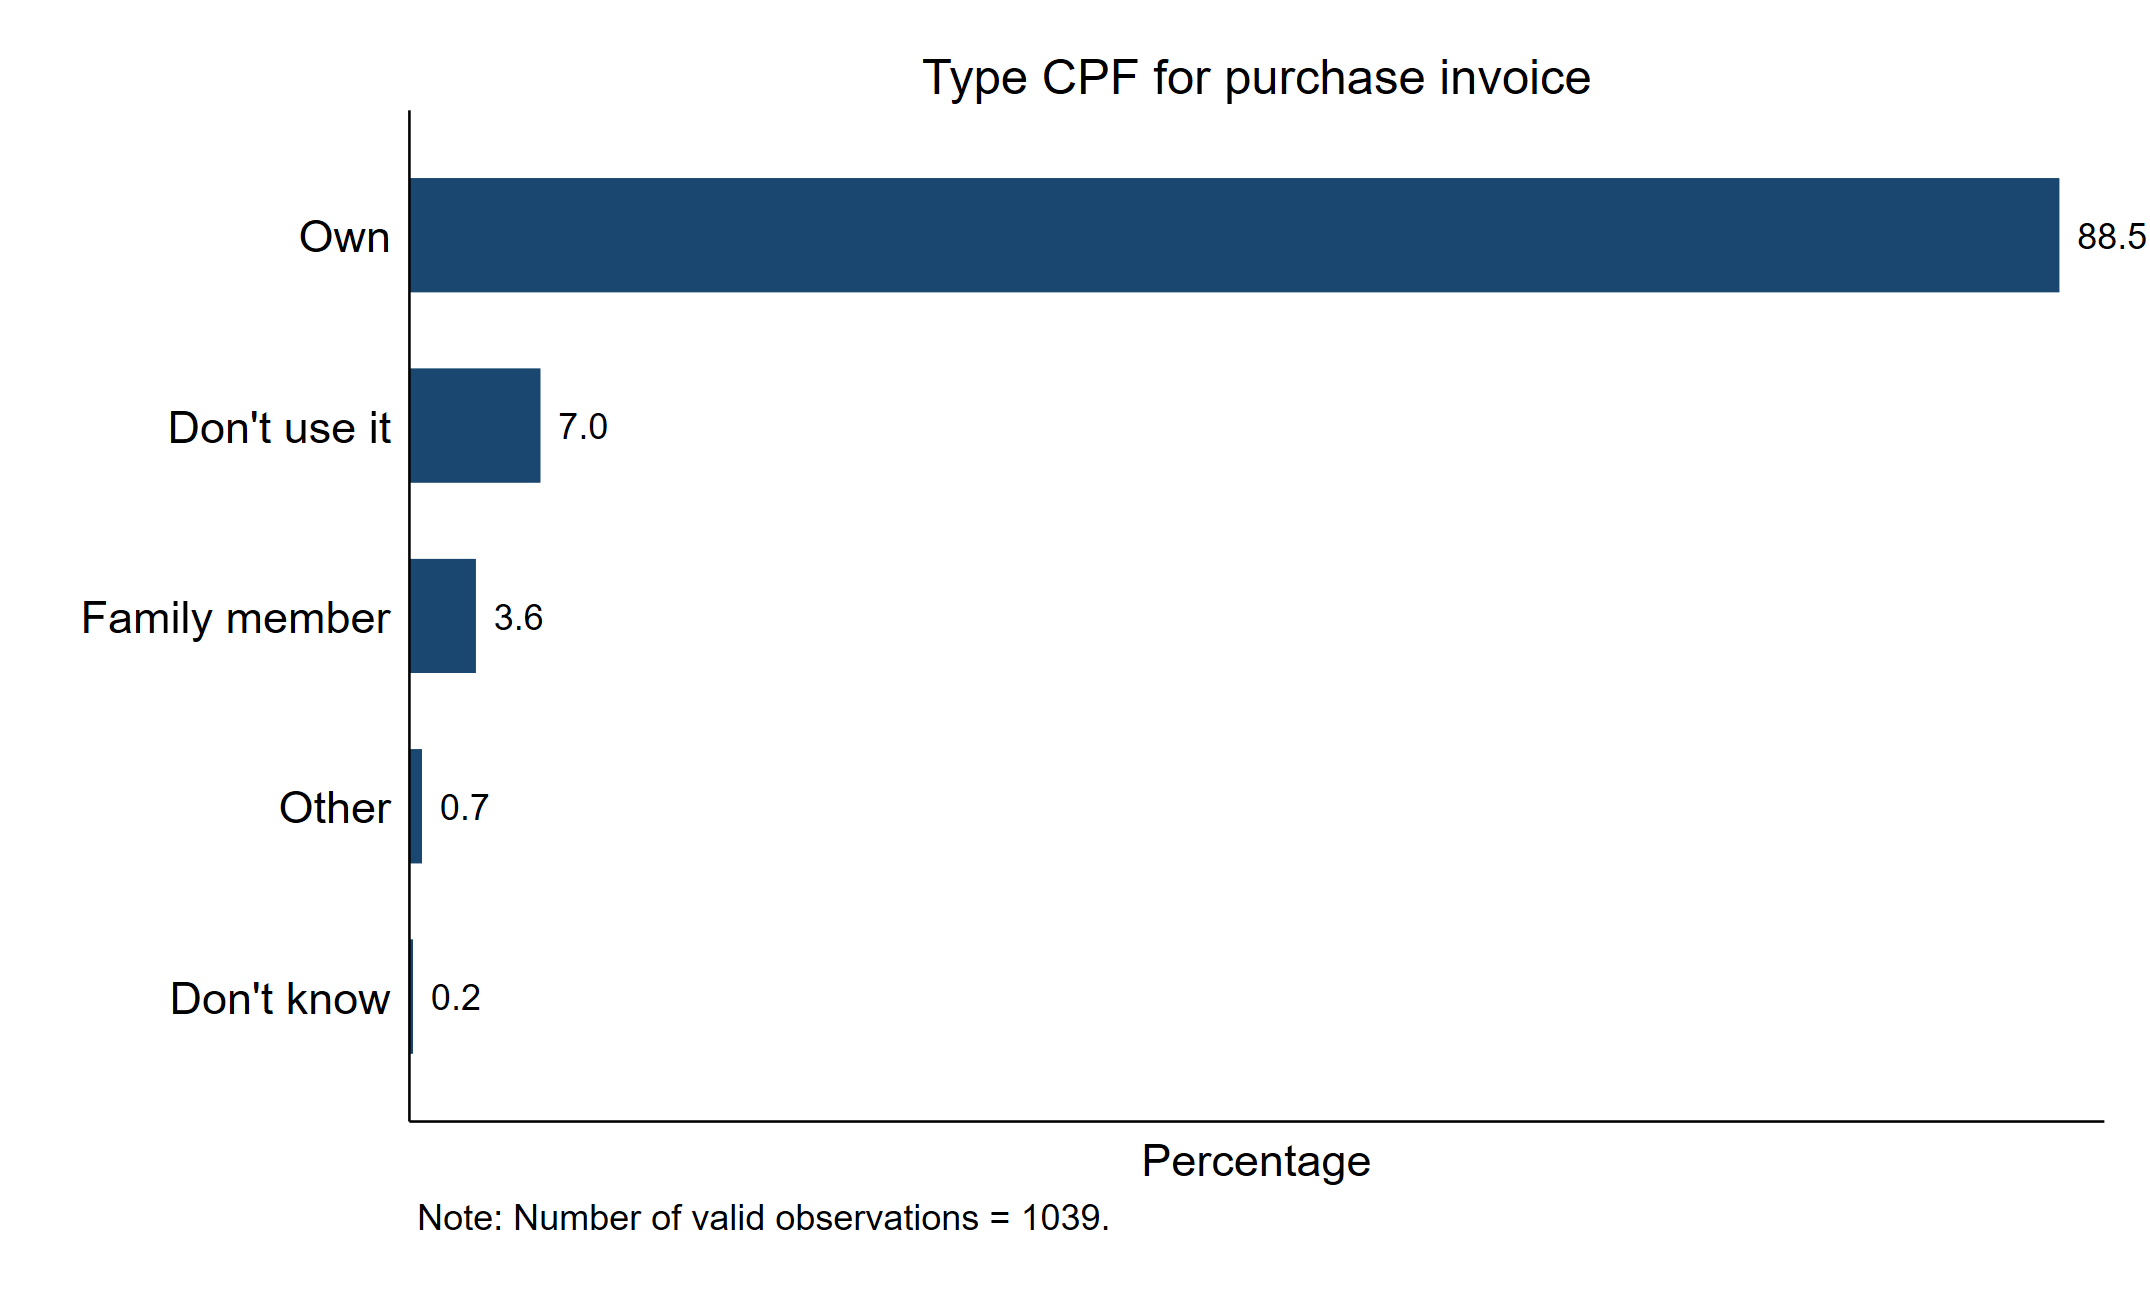 Type CPF for purchase invoice
Own 88.5
Don't use it 7.0
Family member 3.6
Other 0.7
Don't know 0.2
Percentage
Note: Number of valid observations = 1039.